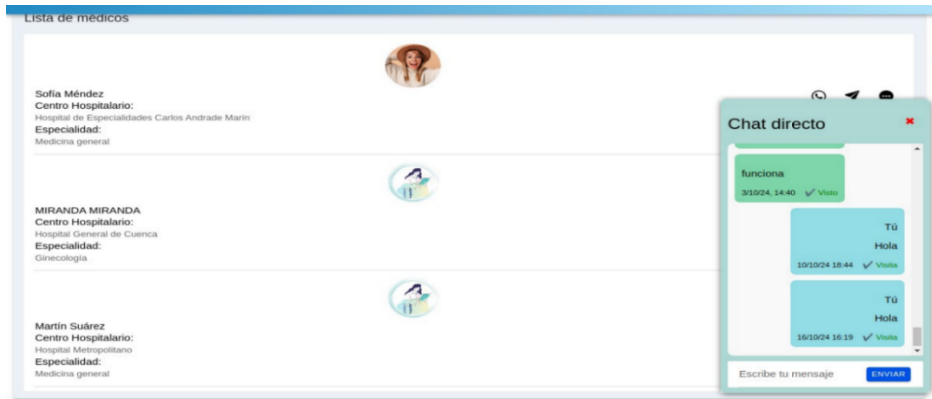 Lista de médicos
Sofía Méndez
Centro Hospitalario:
Hospital de Especialidades Carlos Andrade Marín
Especialidad:
Medicina general
MIRANDA MIRANDA
Centro Hospitalario:
Hospital General de Cuenca
Especialidad:
Ginecología
Martín Suárez
Centro Hospitalario:
Hospital Metropolitano
Especialidad:
Medicina general
Chat directo
funciona
3/10/24, 14:40 Visto
Tú
Hola
10/10/24 18:44 Visita
Tú
Hola
16/10/24 16:19 Visita
Escribe tu mensaje ENVIAR